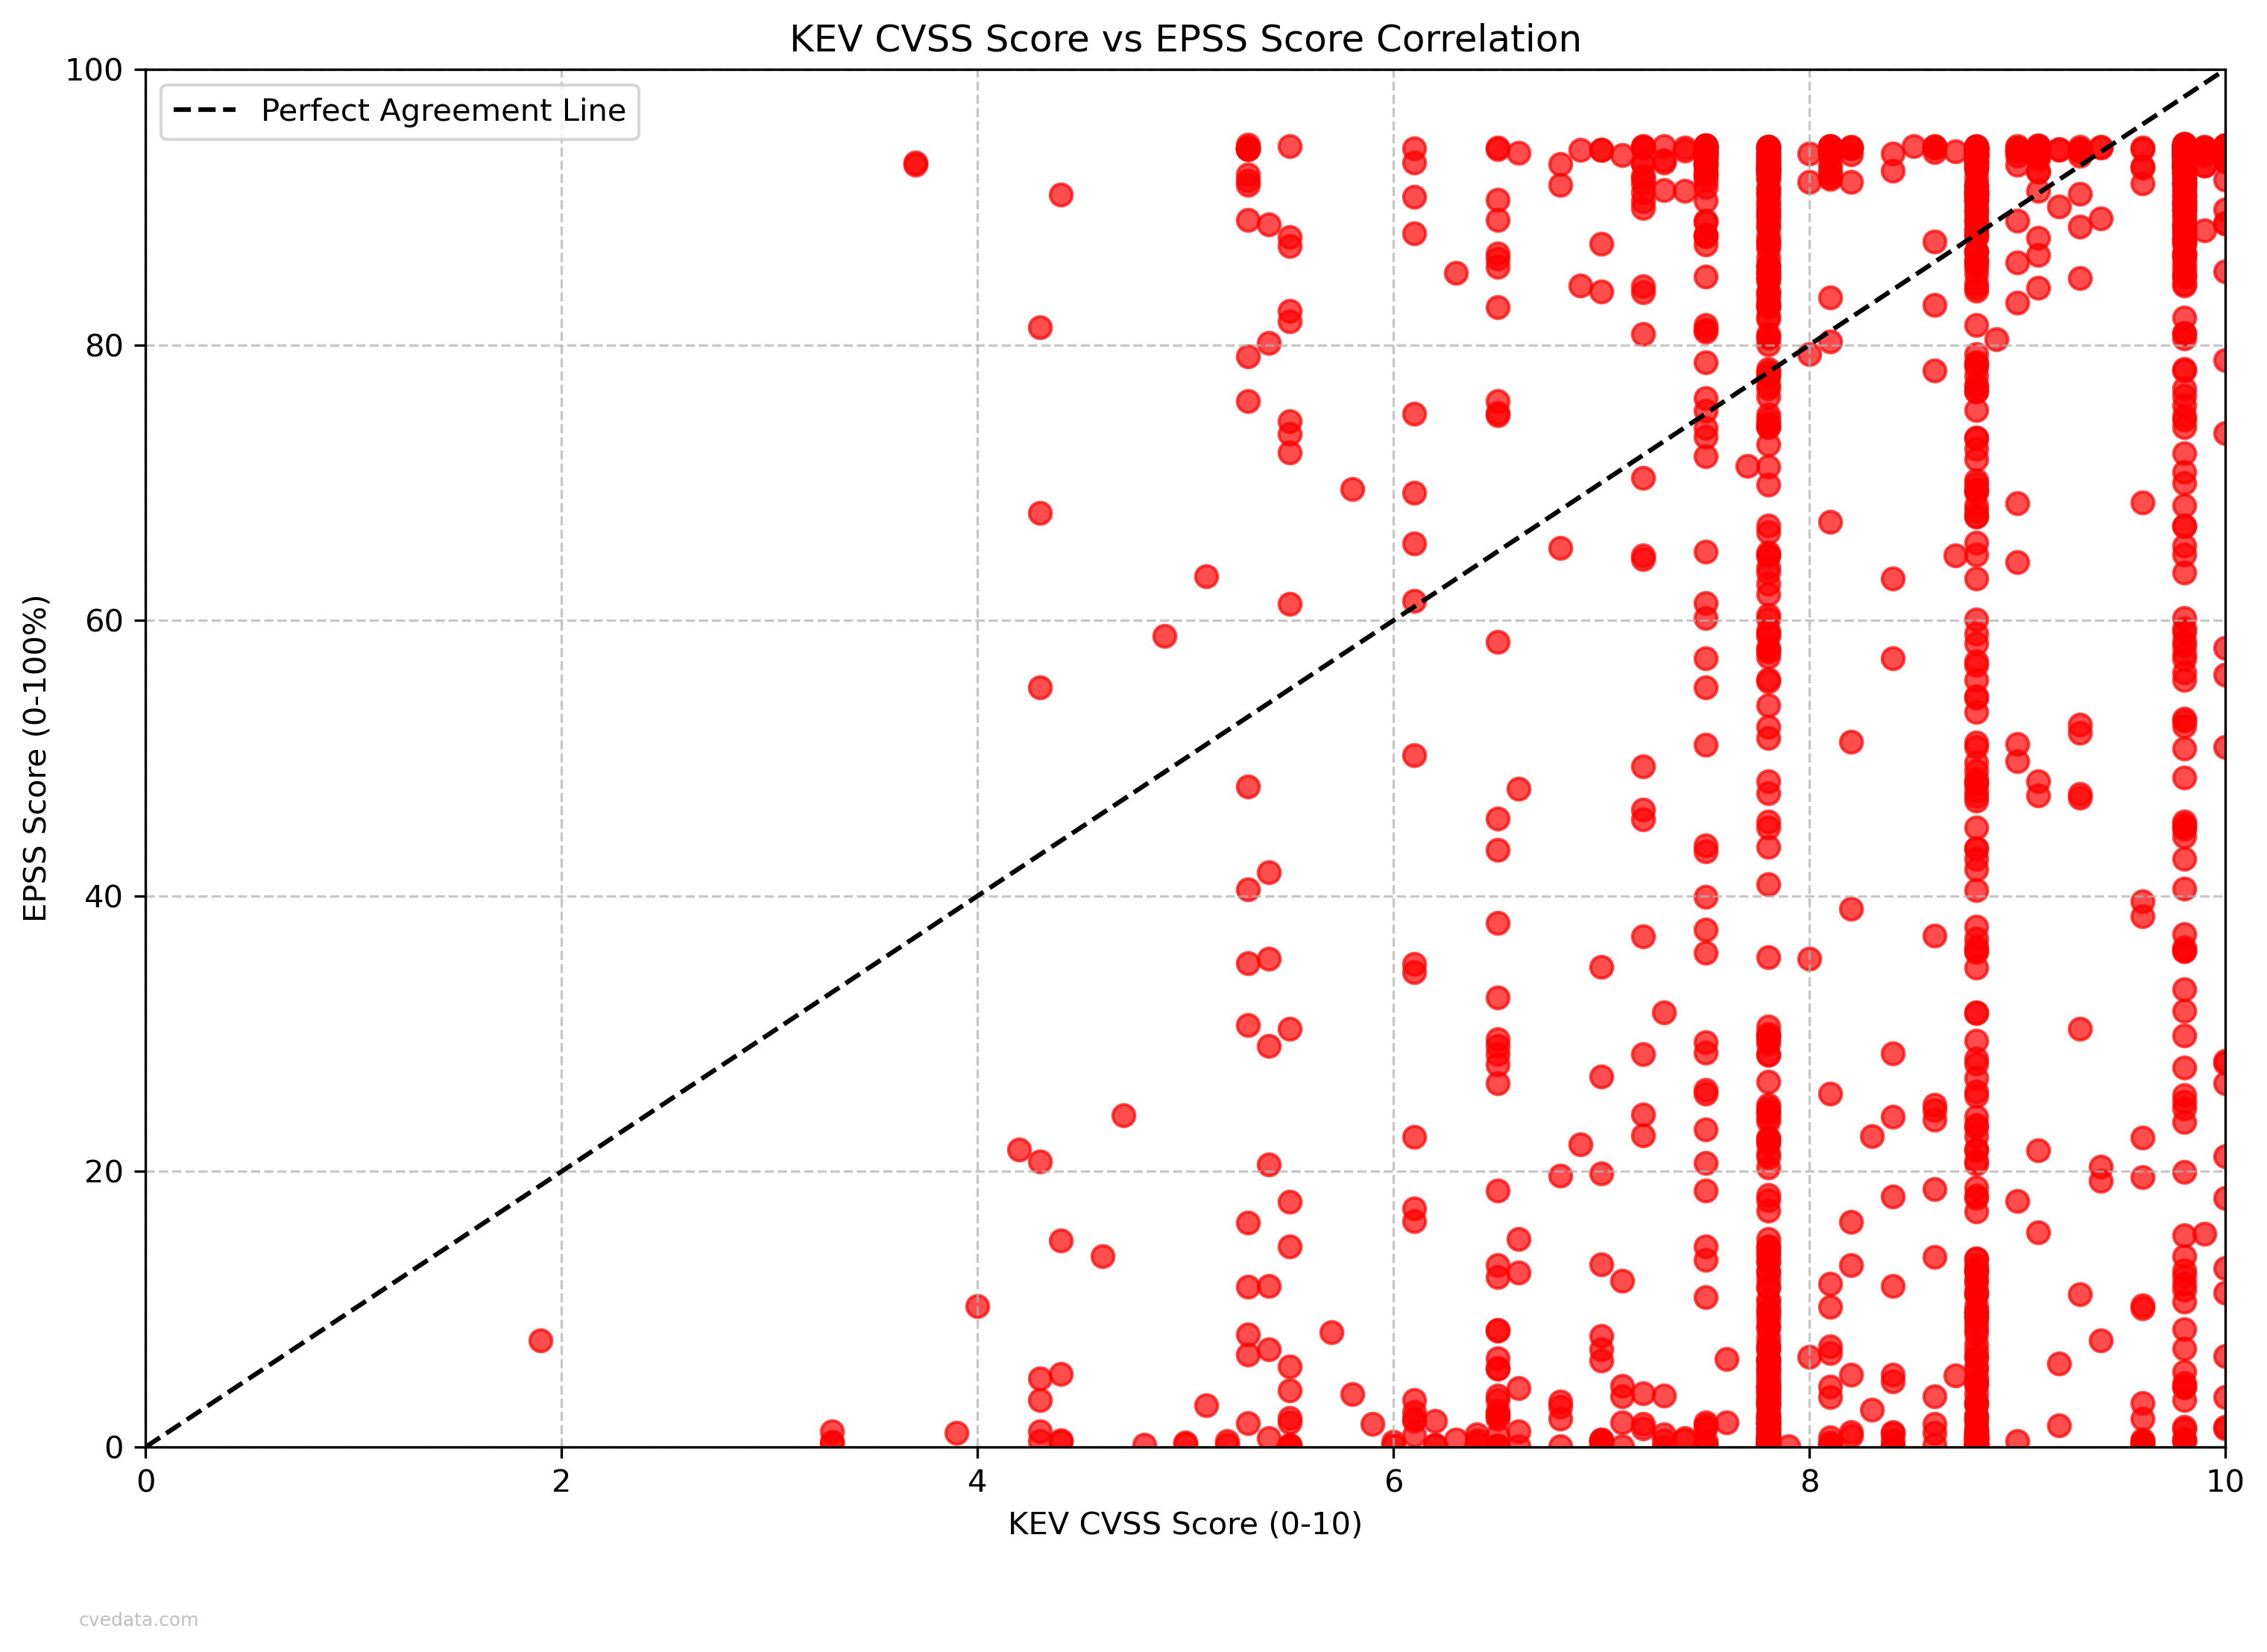 KEV CVSS Score vs EPSS Score Correlation
Perfect Agreement Line
EPSS Score (0-100%)
100
80
60
40
20
0
0 2 4 6 8 10
KEV CVSS Score (0-10)
cvedata.com